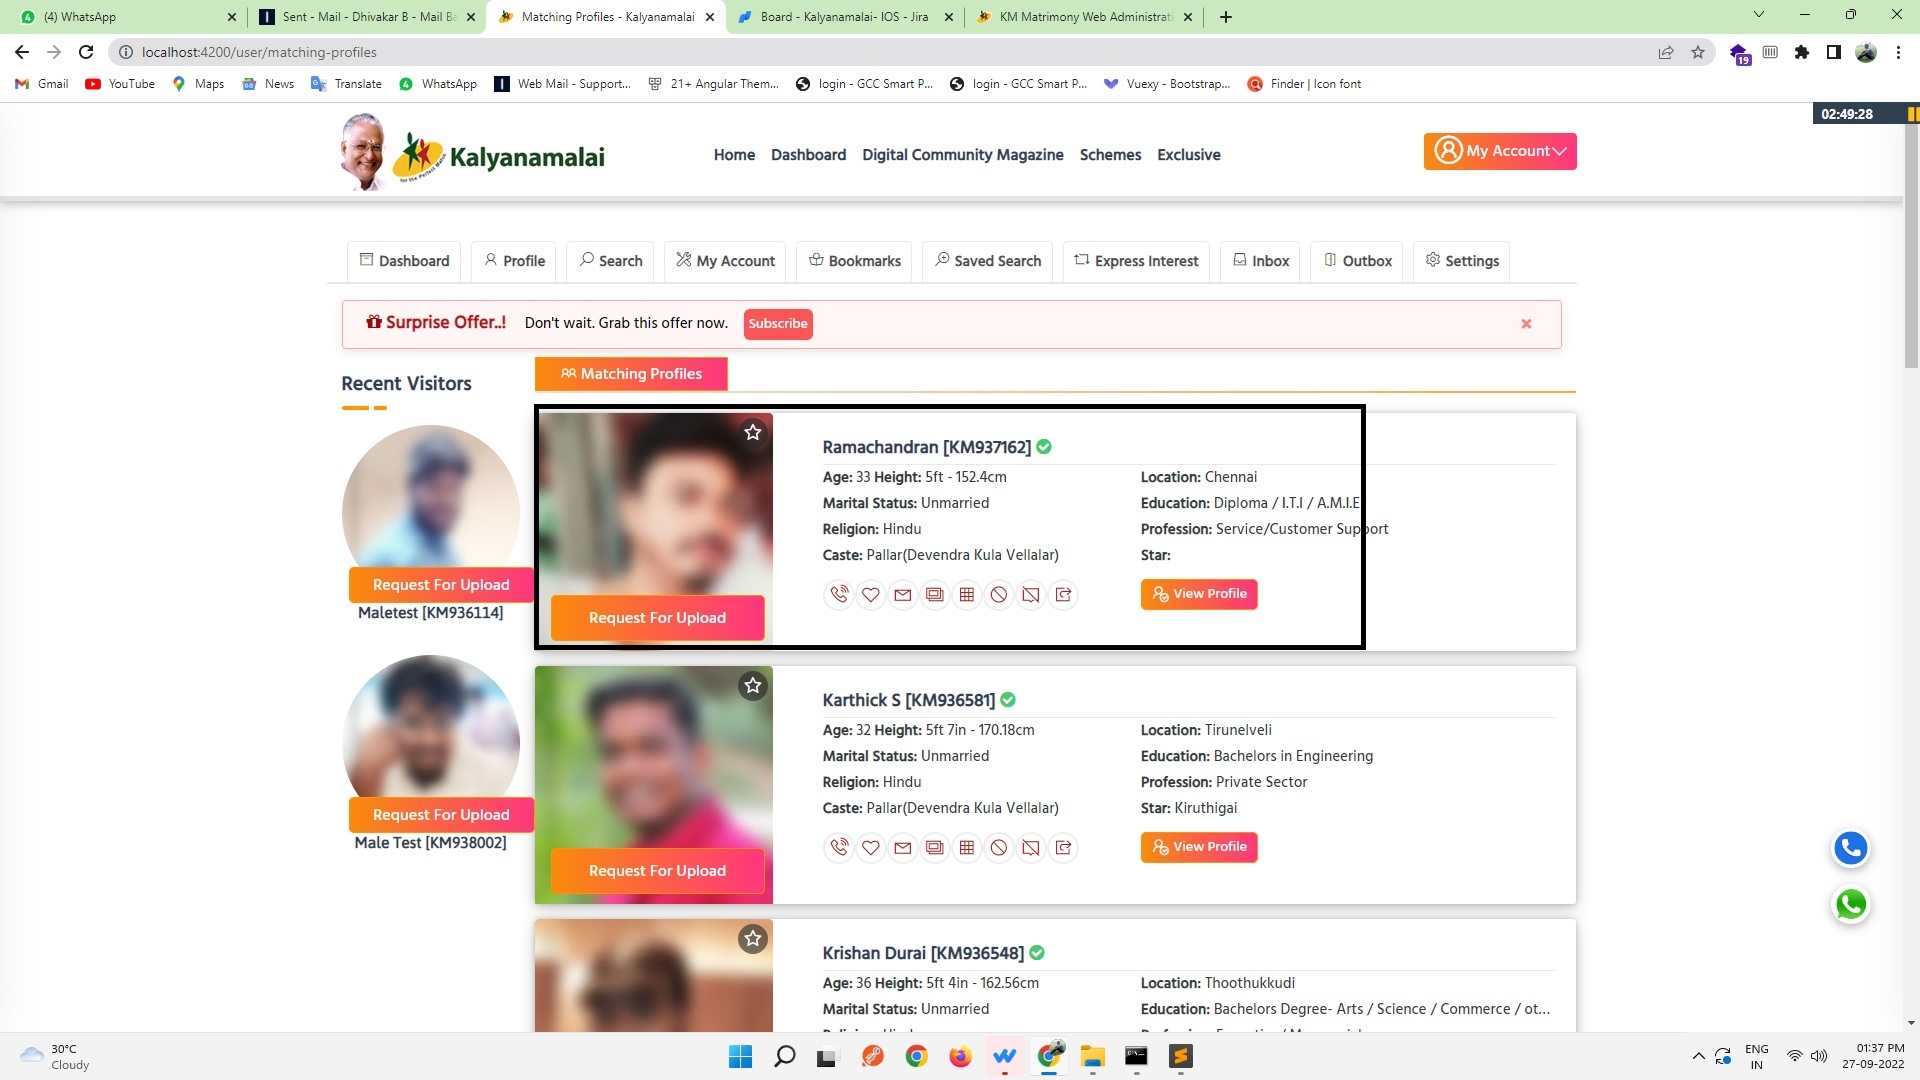 (4) WhatsApp
Sent - Mail - Dhivakar B - Mail Ba
Matching Profiles - Kalyanamalai
Board - Kalyanamalai- IOS - Jira
KM Matrimony Web Administrati
localhost:4200/user/matching-profiles
19
Gmail
YouTube
Maps
News
Translate
WhatsApp
Web Mail - Support...
21+ Angular Them...
login - GCC Smart P...
login - GCC Smart P...
Vuexy - Bootstrap...
Finder | Icon font
02:49:28
Kalyanamalai
for the Perfect Match
Home
Dashboard
Digital Community Magazine
Schemes
Exclusive
My Account
Dashboard
Profile
Search
My Account
Bookmarks
Saved Search
Express Interest
Inbox
Outbox
Settings
Surprise Offer..! Don't wait. Grab this offer now. Subscribe
Recent Visitors
Request For Upload
Maletest [KM936114]
Request For Upload
Male Test [KM938002]
Matching Profiles
Request For Upload
Ramachandran [KM937162]
Age: 33 Height: 5ft - 152.4cm
Marital Status: Unmarried
Religion: Hindu
Caste: Pallar(Devendra Kula Vellalar)
Location: Chennai
Education: Diploma / I.T.I / A.M.I.E
Profession: Service/Customer Support
Star:
View Profile
Request For Upload
Karthick S [KM936581]
Age: 32 Height: 5ft 7in - 170.18cm
Marital Status: Unmarried
Religion: Hindu
Caste: Pallar(Devendra Kula Vellalar)
Location: Tirunelveli
Education: Bachelors in Engineering
Profession: Private Sector
Star: Kiruthigai
View Profile
Krishan Durai [KM936548]
Age: 36 Height: 5ft 4in - 162.56cm
Marital Status: Unmarried
Location: Thoothukkudi
Education: Bachelors Degree- Arts / Science / Commerce / ot...
30°C
Cloudy
ENG
IN
01:37 PM
27-09-2022